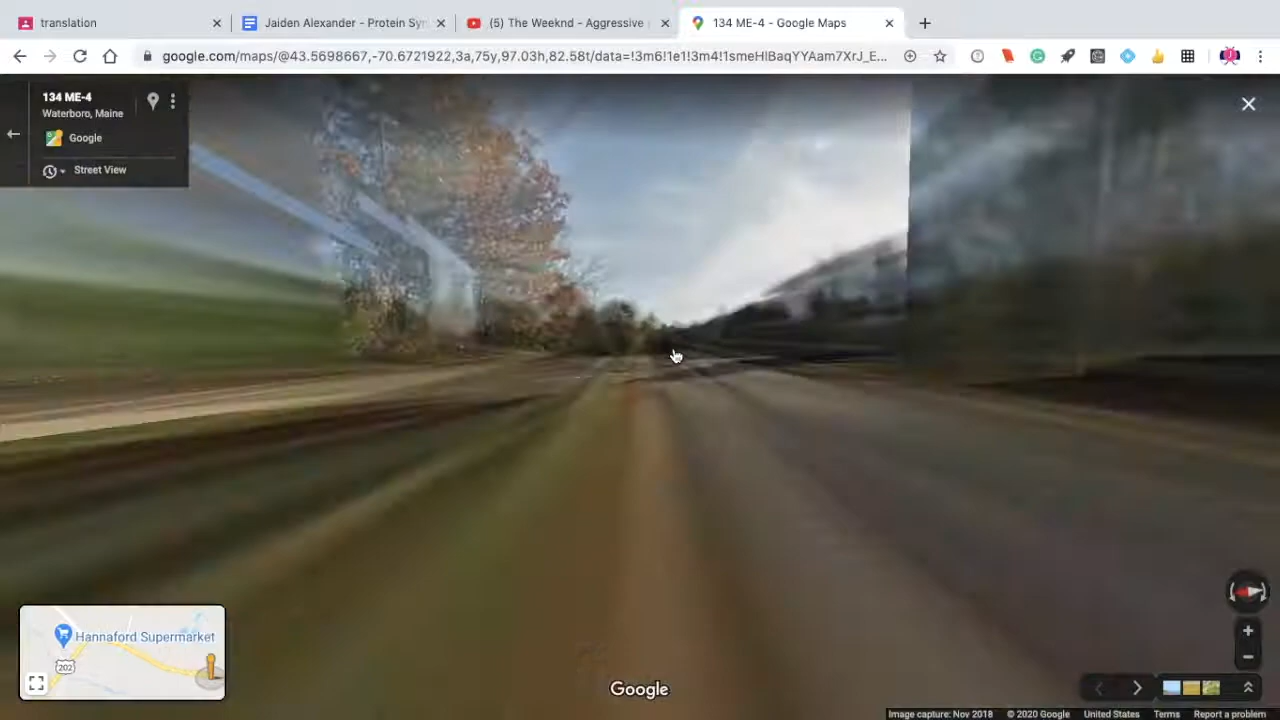 translation
Jaiden Alexander - Protein Syn
(5) The Weeknd - Aggressive
134 ME-4 - Google Maps
google.com/maps/@43.5698667,-70.6721922,3a,75y,97.03h,82.58t/data=!3m6!1e1!3m4!1smeHlBaqYYAam7XrJ_E...
134 ME-4
Waterboro, Maine
Google
Street View
Hannaford Supermarket
202
Google
Image capture: Nov 2018 © 2020 Google United States Terms Report a problem